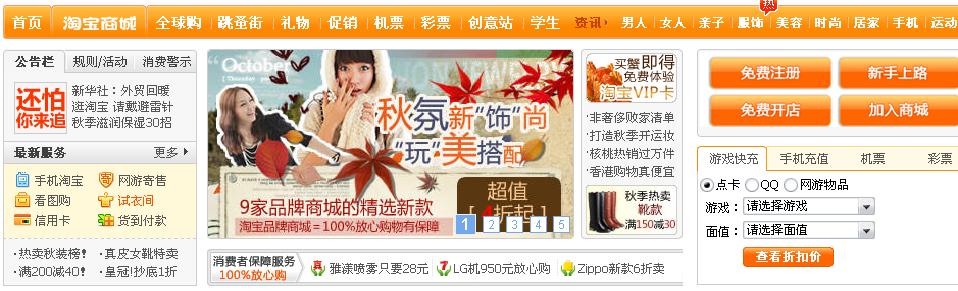 首页 淘宝商城 全球购 跳蚤街 礼物 促销 机票 彩票 创意站 学生 资讯 男人 女人 亲子 服饰 美容 时尚 居家 手机 运动
热
公告栏 规则/活动 消费警示
还怕你来追
新华社：外贸回暖
逛淘宝 请戴避雷针
秋季滋润保湿30招
最新服务 更多
手机淘宝 网游寄售
看图购 试衣间
信用卡 货到付款
·热卖秋装榜! ·真皮女靴特卖
·满200减40! ·皇冠!抄底1折
October
秋氛新"饰"尚
"玩"美搭配
9家品牌商城的精选新款
淘宝品牌商城=100%放心购物有保障
超值
折起
1 2 3 4 5
买蟹即得
免费体验
淘宝VIP卡
·非奢侈败家清单
·打造秋季开运妆
·核桃热销过万件
·香港购物真便宜
秋季热卖
靴款
满150减30
消费者保障服务
100%放心购
雅漾喷雾只要28元 LG机950元放心购 Zippo新款6折卖
免费注册 新手上路
免费开店 加入商城
游戏快充 手机充值 机票 彩票
点卡 QQ 网游物品
游戏： 请选择游戏
面值： 请选择面值
查看折扣价